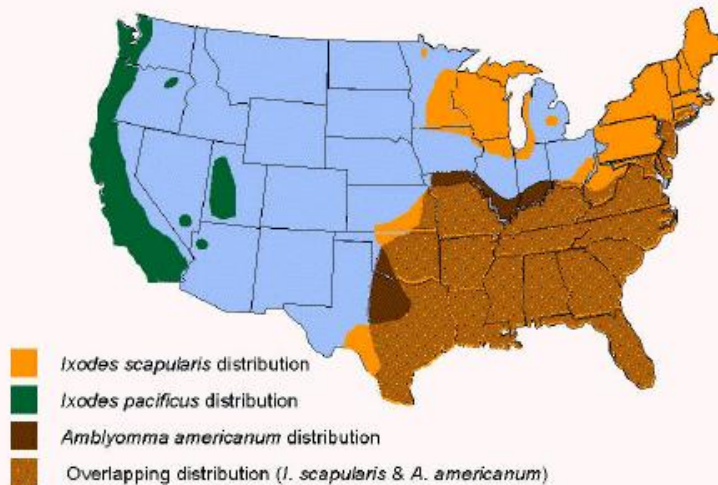 Ixodes scapularis distribution
Ixodes pacificus distribution
Amblyomma americanum distribution
Overlapping distribution (I. scapularis & A. americanum)